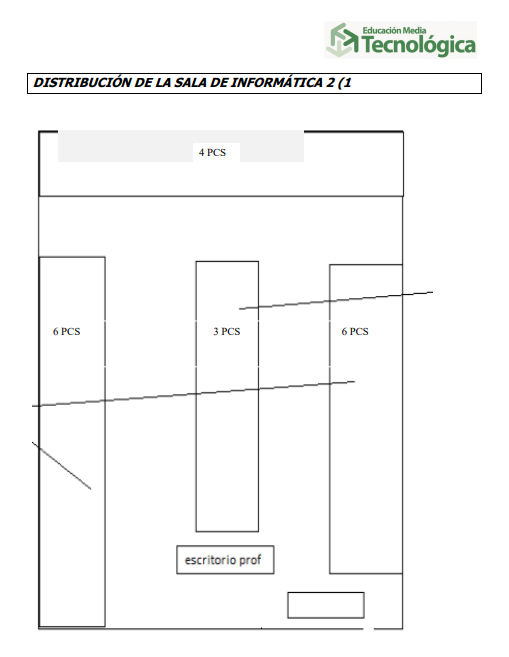 Educación Media
Tecnológica
DISTRIBUCIÓN DE LA SALA DE INFORMÁTICA 2 (1
4 PCS
6 PCS
3 PCS
6 PCS
escritorio prof